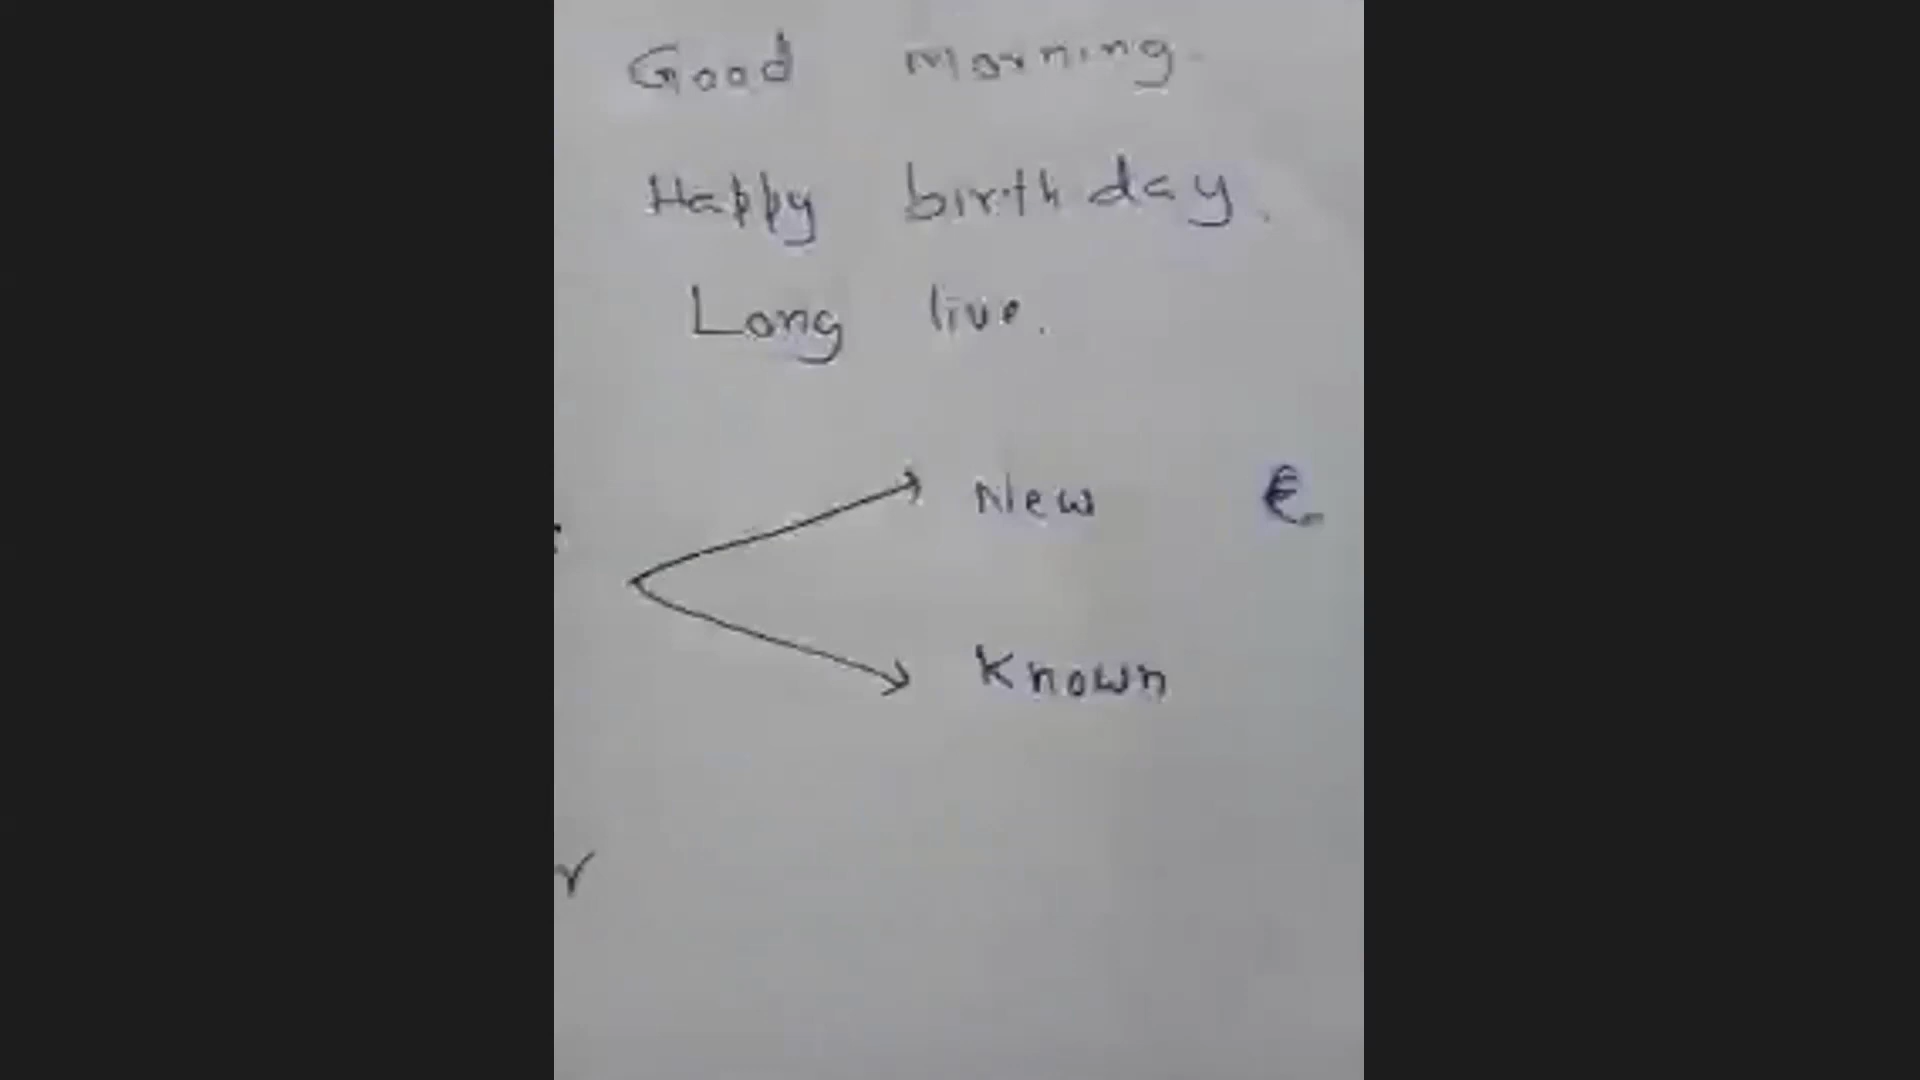 Good morning.
Happy birthday.
Long live.
New
Known
r